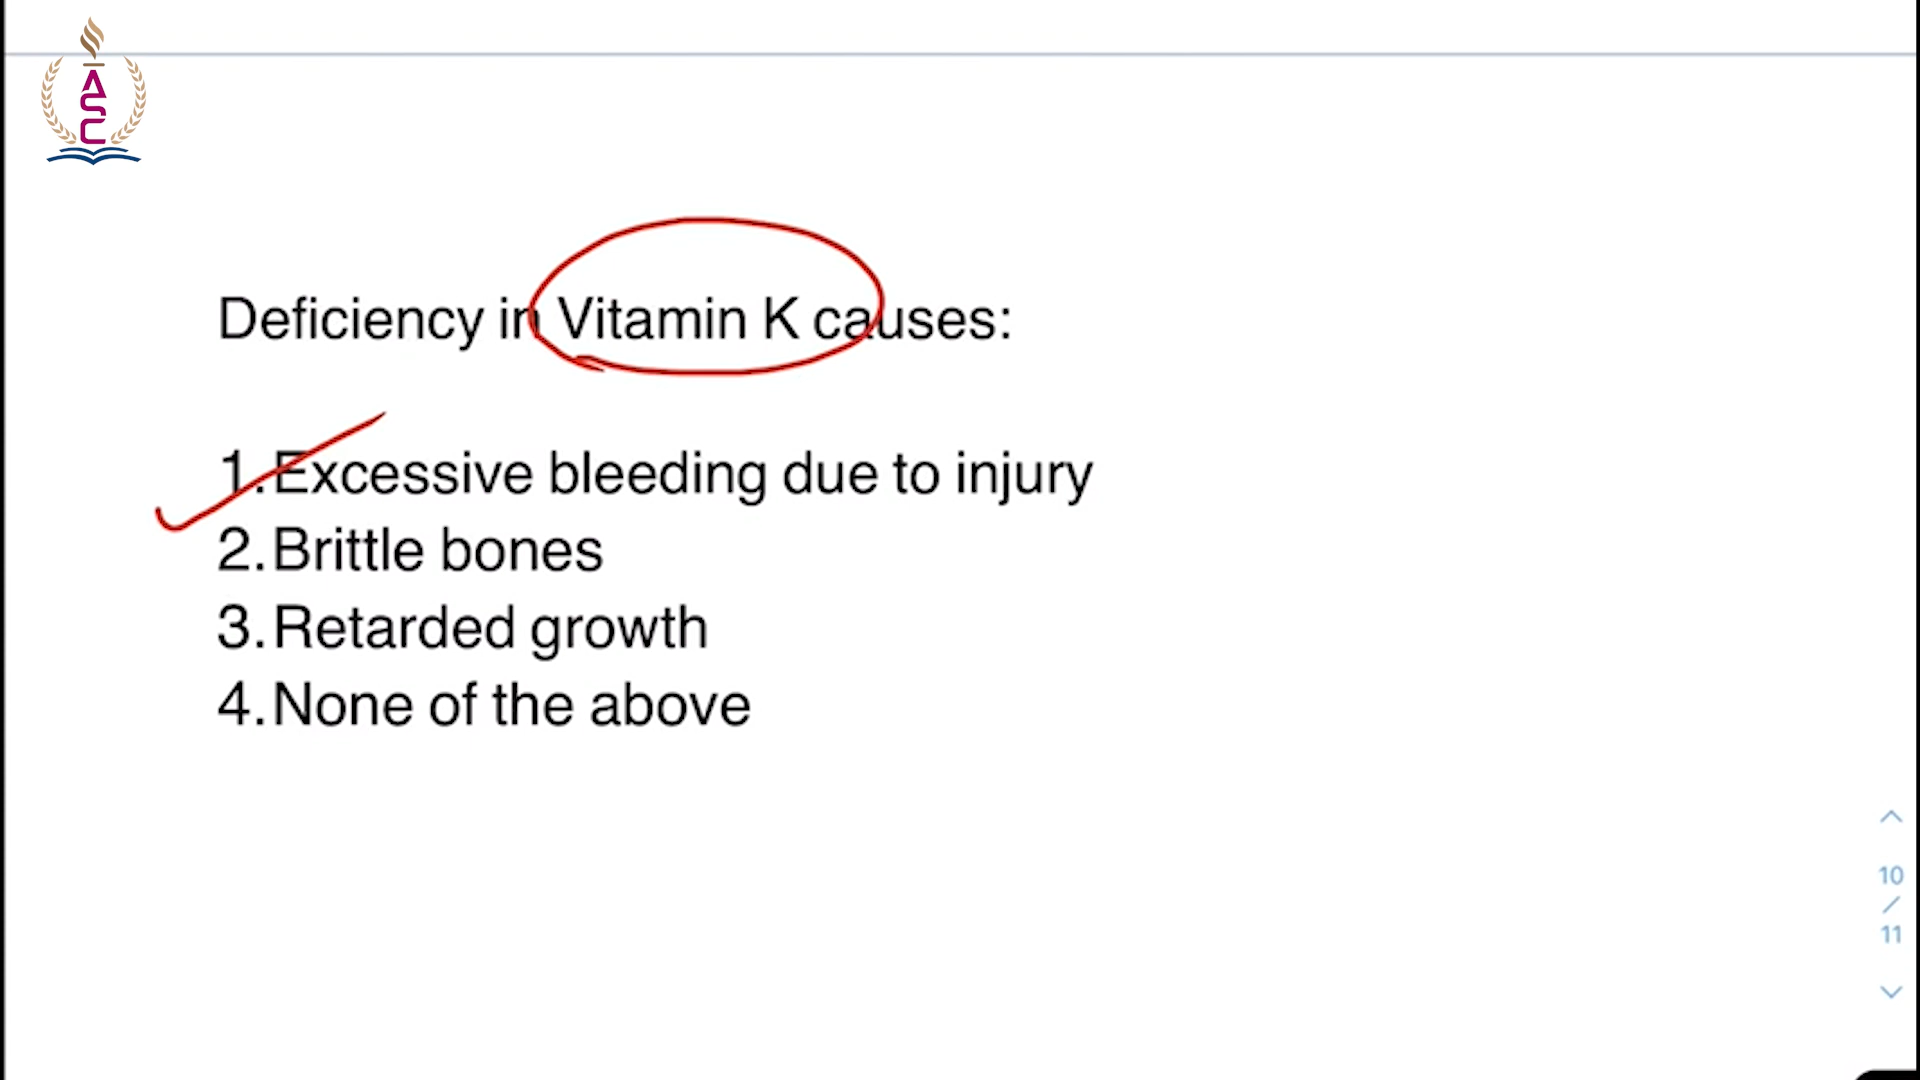 ASC
Deficiency in Vitamin K causes:
1. Excessive bleeding due to injury
2. Brittle bones
3. Retarded growth
4. None of the above
10
/
11